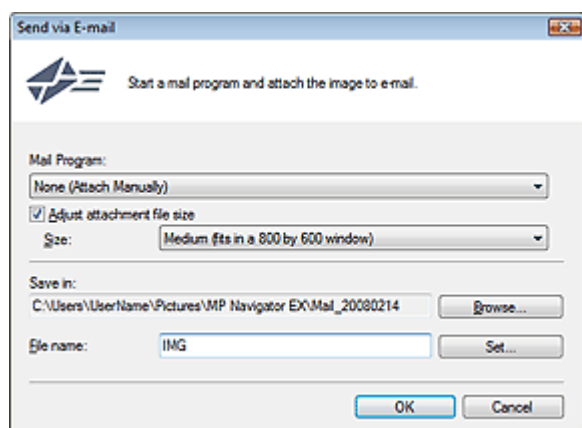 Send via E-mail
Start a mail program and attach the image to e-mail.
Mail Program:
None (Attach Manually)
Adjust attachment file size
Size: Medium (fits in a 800 by 600 window)
Save in:
C:\Users\UserName\Pictures\MP Navigator EX\Mail_20080214 Browse...
File name: IMG Set...
OK Cancel